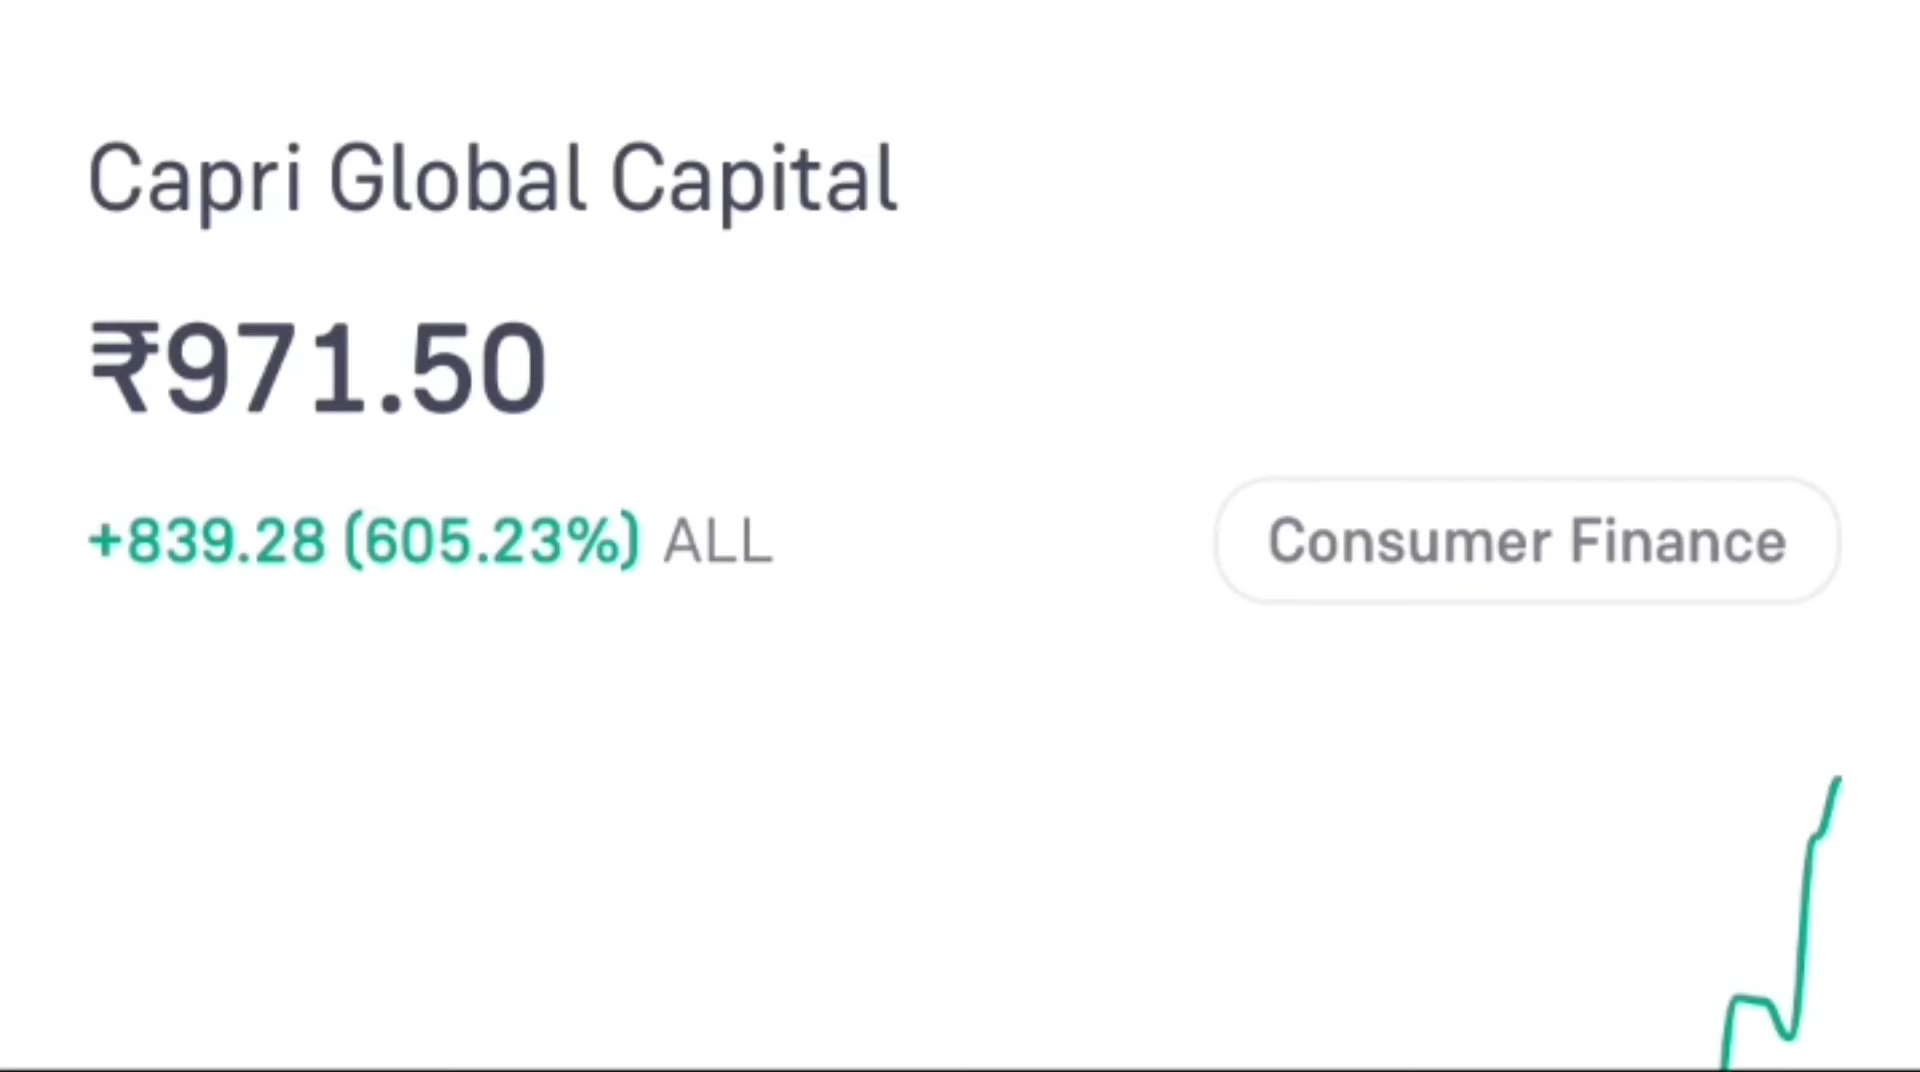 Capri Global Capital
₹971.50
+839.28 (605.23%) ALL
Consumer Finance